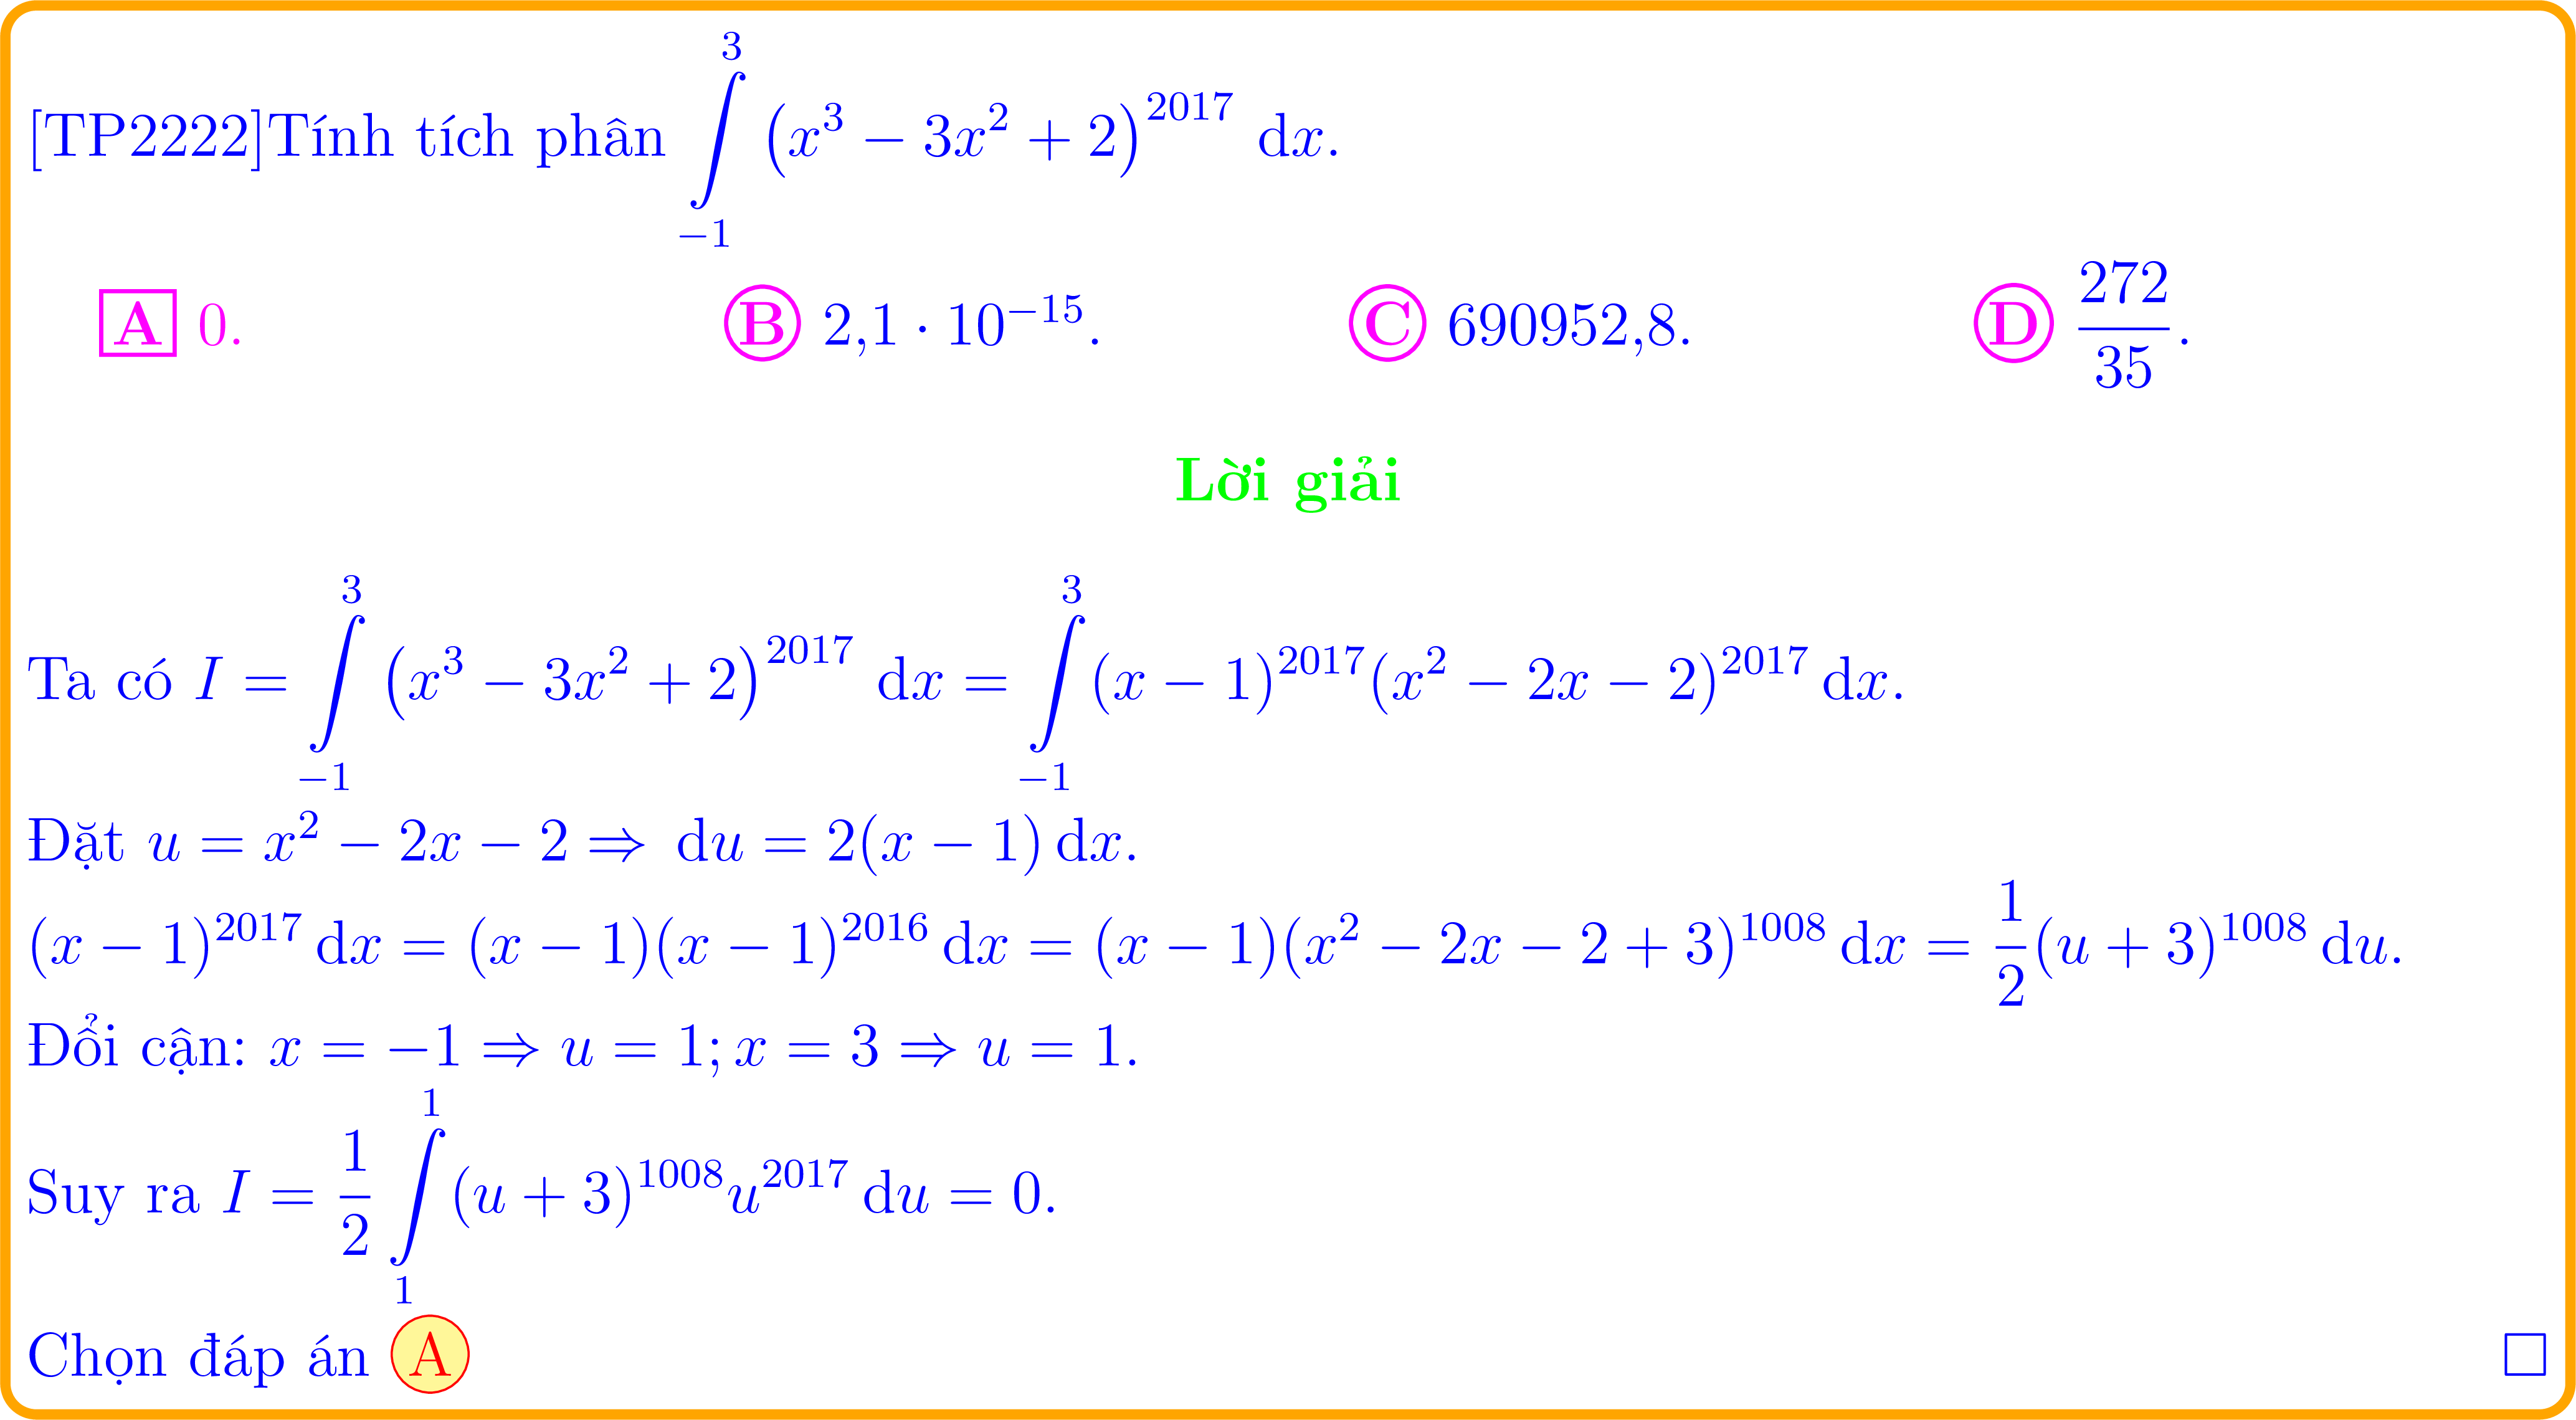 [TP2222]Tính tích phân $\int\limits_{-1}^{3} \left(x^3 - 3x^2 + 2\right)^{2017} \mathrm{d}x$.
A 0. B $2{,}1 \cdot 10^{-15}$. C 690952,8. D $\dfrac{272}{35}$.
Lời giải
Ta có $I = \int\limits_{-1}^{3} \left(x^3 - 3x^2 + 2\right)^{2017} \mathrm{d}x = \int\limits_{-1}^{3} (x - 1)^{2017}(x^2 - 2x - 2)^{2017} \mathrm{d}x$.
Đặt $u = x^2 - 2x - 2 \Rightarrow \mathrm{d}u = 2(x - 1)\,\mathrm{d}x$.
$(x - 1)^{2017}\,\mathrm{d}x = (x - 1)(x - 1)^{2016}\,\mathrm{d}x = (x - 1)(x^2 - 2x - 2 + 3)^{1008}\,\mathrm{d}x = \dfrac{1}{2}(u + 3)^{1008}\,\mathrm{d}u$.
Đổi cận: $x = -1 \Rightarrow u = 1; x = 3 \Rightarrow u = 1$.
Suy ra $I = \dfrac{1}{2} \int\limits_{1}^{1} (u + 3)^{1008} u^{2017}\,\mathrm{d}u = 0$.
Chọn đáp án A □